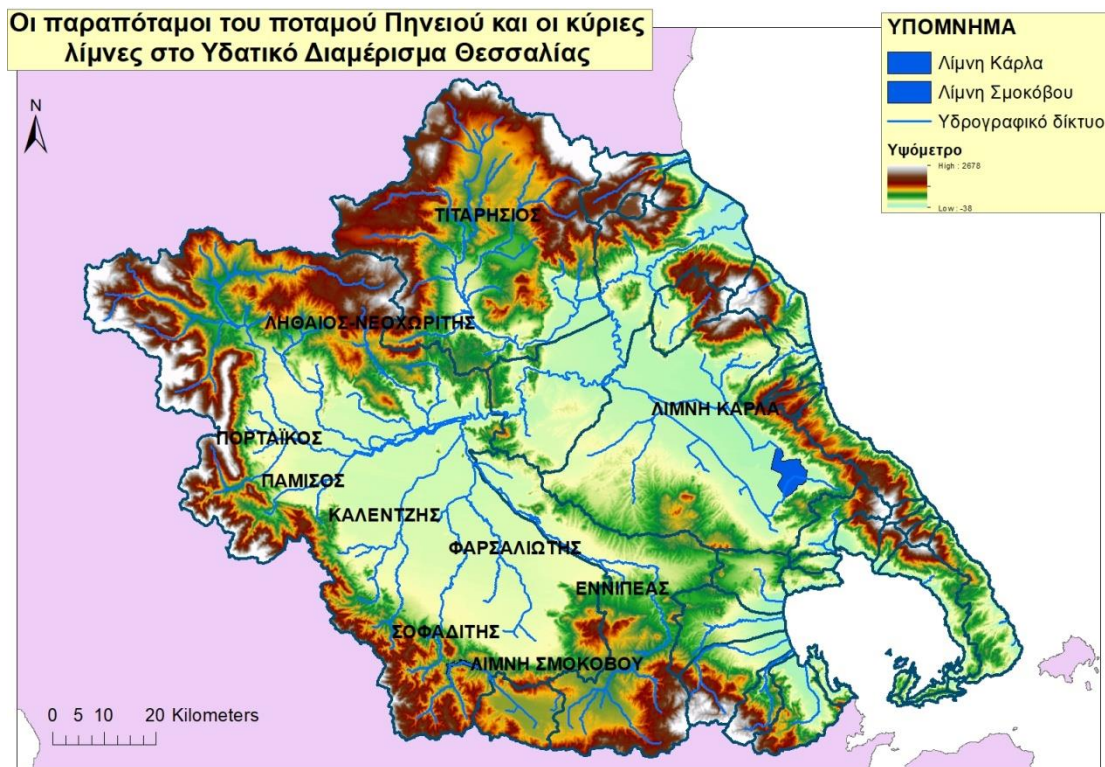 Οι παραπόταμοι του ποταμού Πηνειού και οι κύριες
λίμνες στο Υδατικό Διαμέρισμα Θεσσαλίας
ΥΠΟΜΝΗΜΑ
Λίμνη Κάρλα
Λίμνη Σμοκόβου
Υδρογραφικό δίκτυο
Υψόμετρο
High : 2678
Low : -38
N
ΤΙΤΑΡΗΣΙΟΣ
ΛΗΘΑΙΟΣ-ΝΕΟΧΩΡΙΤΗΣ
ΛΙΜΝΗ ΚΑΡΛΑ
ΠΟΡΤΑΪΚΟΣ
ΠΑΜΙΣΟΣ
ΚΑΛΕΝΤΖΗΣ
ΦΑΡΣΑΛΙΩΤΗΣ
ΕΝΝΙΠΕΑΣ
ΣΟΦΑΔΙΤΗΣ
ΛΙΜΝΗ ΣΜΟΚΟΒΟΥ
0 5 10 20 Kilometers